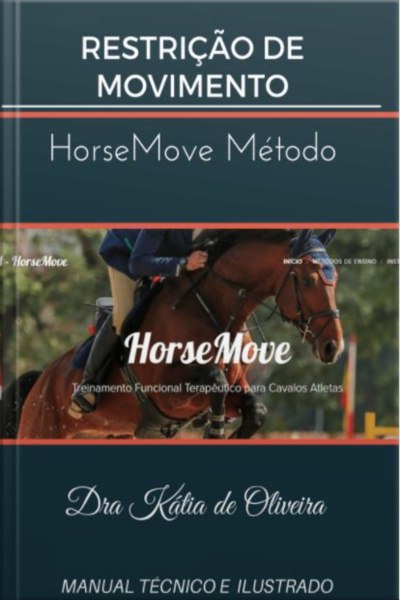 RESTRIÇÃO DE
MOVIMENTO
HorseMove Método
HorseMove
INÍCIO
MÉTODOS DE ENSINO
HorseMove
Treinamento Funcional Terapêutico para Cavalos Atletas
Dra Kátia de Oliveira
MANUAL TÉCNICO E ILUSTRADO